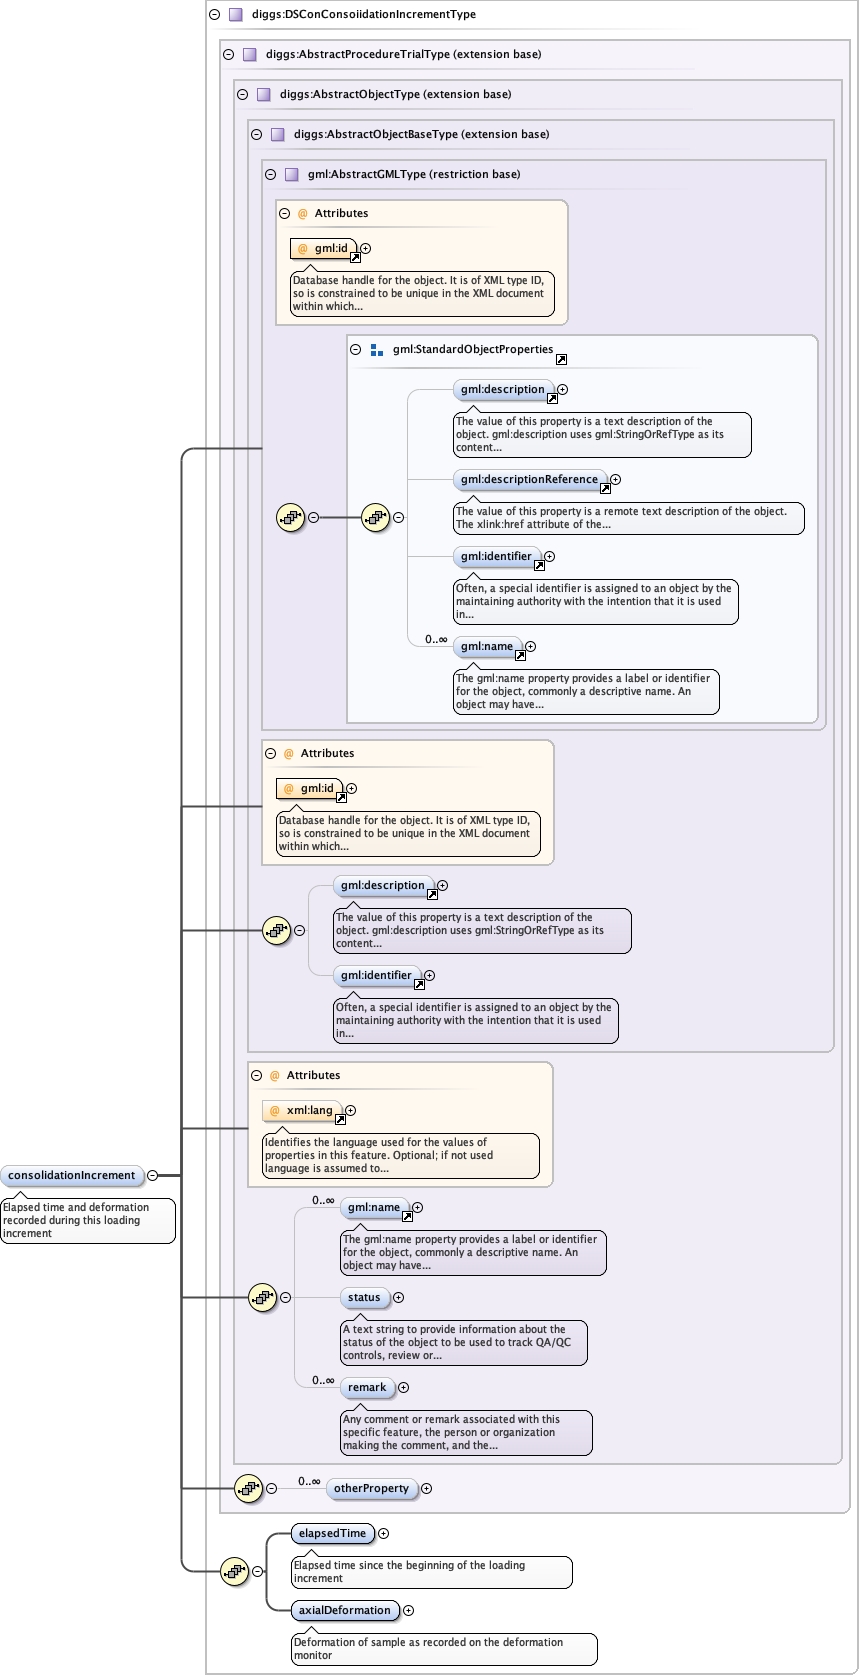 diggs:DSConConsoiidationIncrementType
diggs:AbstractProcedureTrialType (extension base)
diggs:AbstractObjectType (extension base)
diggs:AbstractObjectBaseType (extension base)
gml:AbstractGMLType (restriction base)
@ Attributes
@ gml:id
Database handle for the object. It is of XML type ID,
so is constrained to be unique in the XML document
within which...
gml:StandardObjectProperties
gml:description
The value of this property is a text description of the
object. gml:description uses gml:StringOrRefType as its
content...
gml:descriptionReference
The value of this property is a remote text description of the object.
The xlink:href attribute of the...
gml:identifier
Often, a special identifier is assigned to an object by the
maintaining authority with the intention that it is used
in...
0..∞
gml:name
The gml:name property provides a label or identifier
for the object, commonly a descriptive name. An
object may have...
@ Attributes
@ gml:id
Database handle for the object. It is of XML type ID,
so is constrained to be unique in the XML document
within which...
gml:description
The value of this property is a text description of the
object. gml:description uses gml:StringOrRefType as its
content...
gml:identifier
Often, a special identifier is assigned to an object by the
maintaining authority with the intention that it is used
in...
@ Attributes
@ xml:lang
Identifies the language used for the values of
properties in this feature. Optional; if not used
language is assumed to...
consolidationIncrement
Elapsed time and deformation
recorded during this loading
increment
0..∞
gml:name
The gml:name property provides a label or identifier
for the object, commonly a descriptive name. An
object may have...
status
A text string to provide information about the
status of the object to be used to track QA/QC
controls, review or...
0..∞
remark
Any comment or remark associated with this
specific feature, the person or organization
making the comment, and the...
0..∞
otherProperty
elapsedTime
Elapsed time since the beginning of the loading
increment
axialDeformation
Deformation of sample as recorded on the deformation
monitor